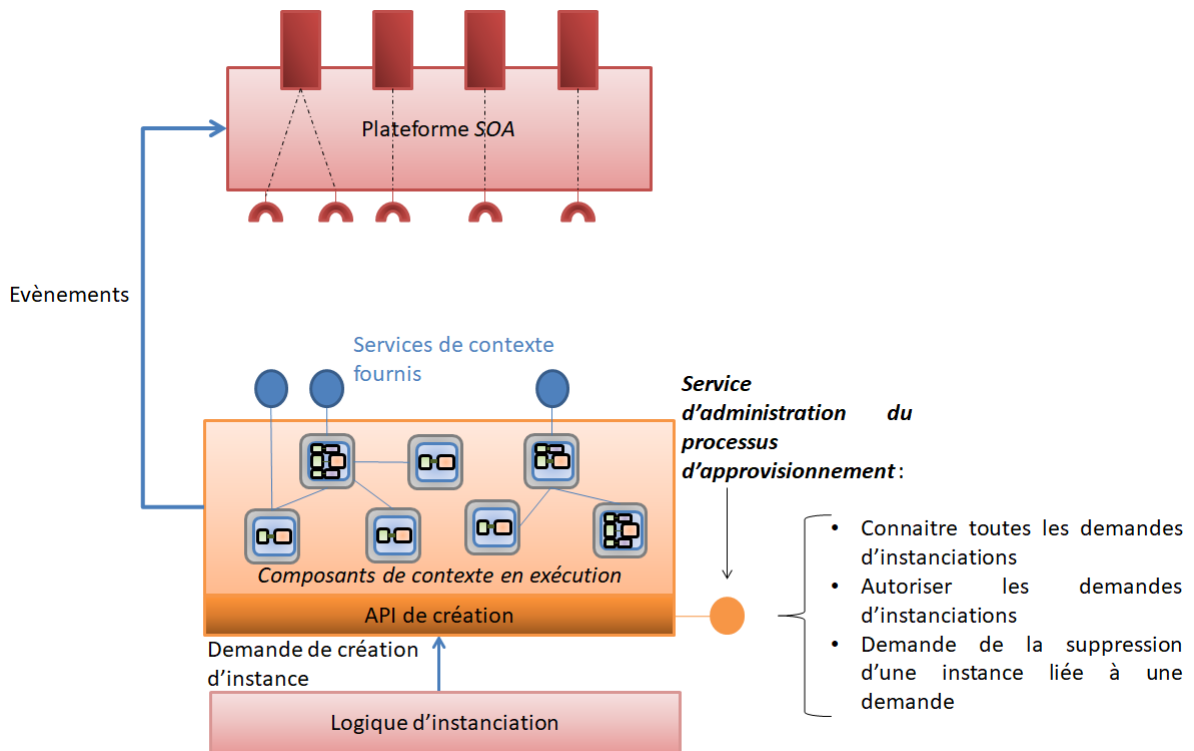 Plateforme SOA
Evènements
Services de contexte
fournis
Service
d'administration du
processus
d'approvisionnement :
Composants de contexte en exécution
API de création
Demande de création
d'instance
Logique d'instanciation
• Connaitre toutes les demandes
d'instanciations
• Autoriser les demandes
d'instanciations
• Demande de la suppression
d'une instance liée à une
demande